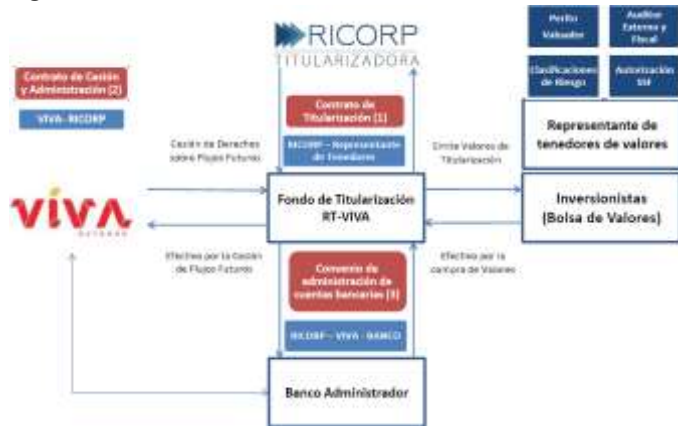 RICORP
TITULARIZADORA
Perito
Valuador
Auditor
Externo y
Fiscal
Clasificaciones
de Riesgo
Autorización
SSF
Contrato de Cesión
y Administración (2)
VIVA- RICORP
Contrato de
Titularización (1)
RICORP - Representante
de Tenedores
Cesión de Derechos
sobre Flujos Futuros
Emite Valores de
Titularización
Representante de
tenedores de valores
VIVA
OUTDOOR
Fondo de Titularización
RT-VIVA
Inversionistas
(Bolsa de Valores)
Efectivo por la Cesión
de Flujos Futuros
Efectivo por la
compra de Valores
Convenio de
administración de
cuentas bancarias (3)
RICORP - VIVA - BANCO
Banco Administrador